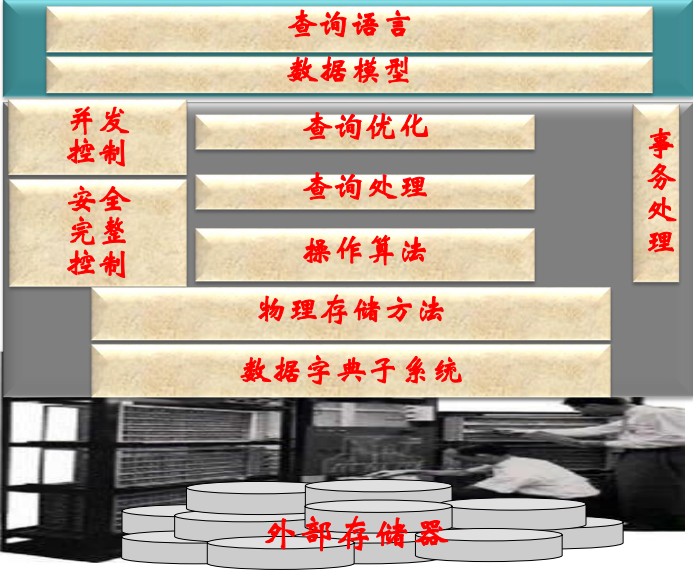 查询语言
数据模型
并发
控制
查询优化
事
务
处
理
安全
完整
控制
查询处理
操作算法
物理存储方法
数据字典子系统
外部存储器